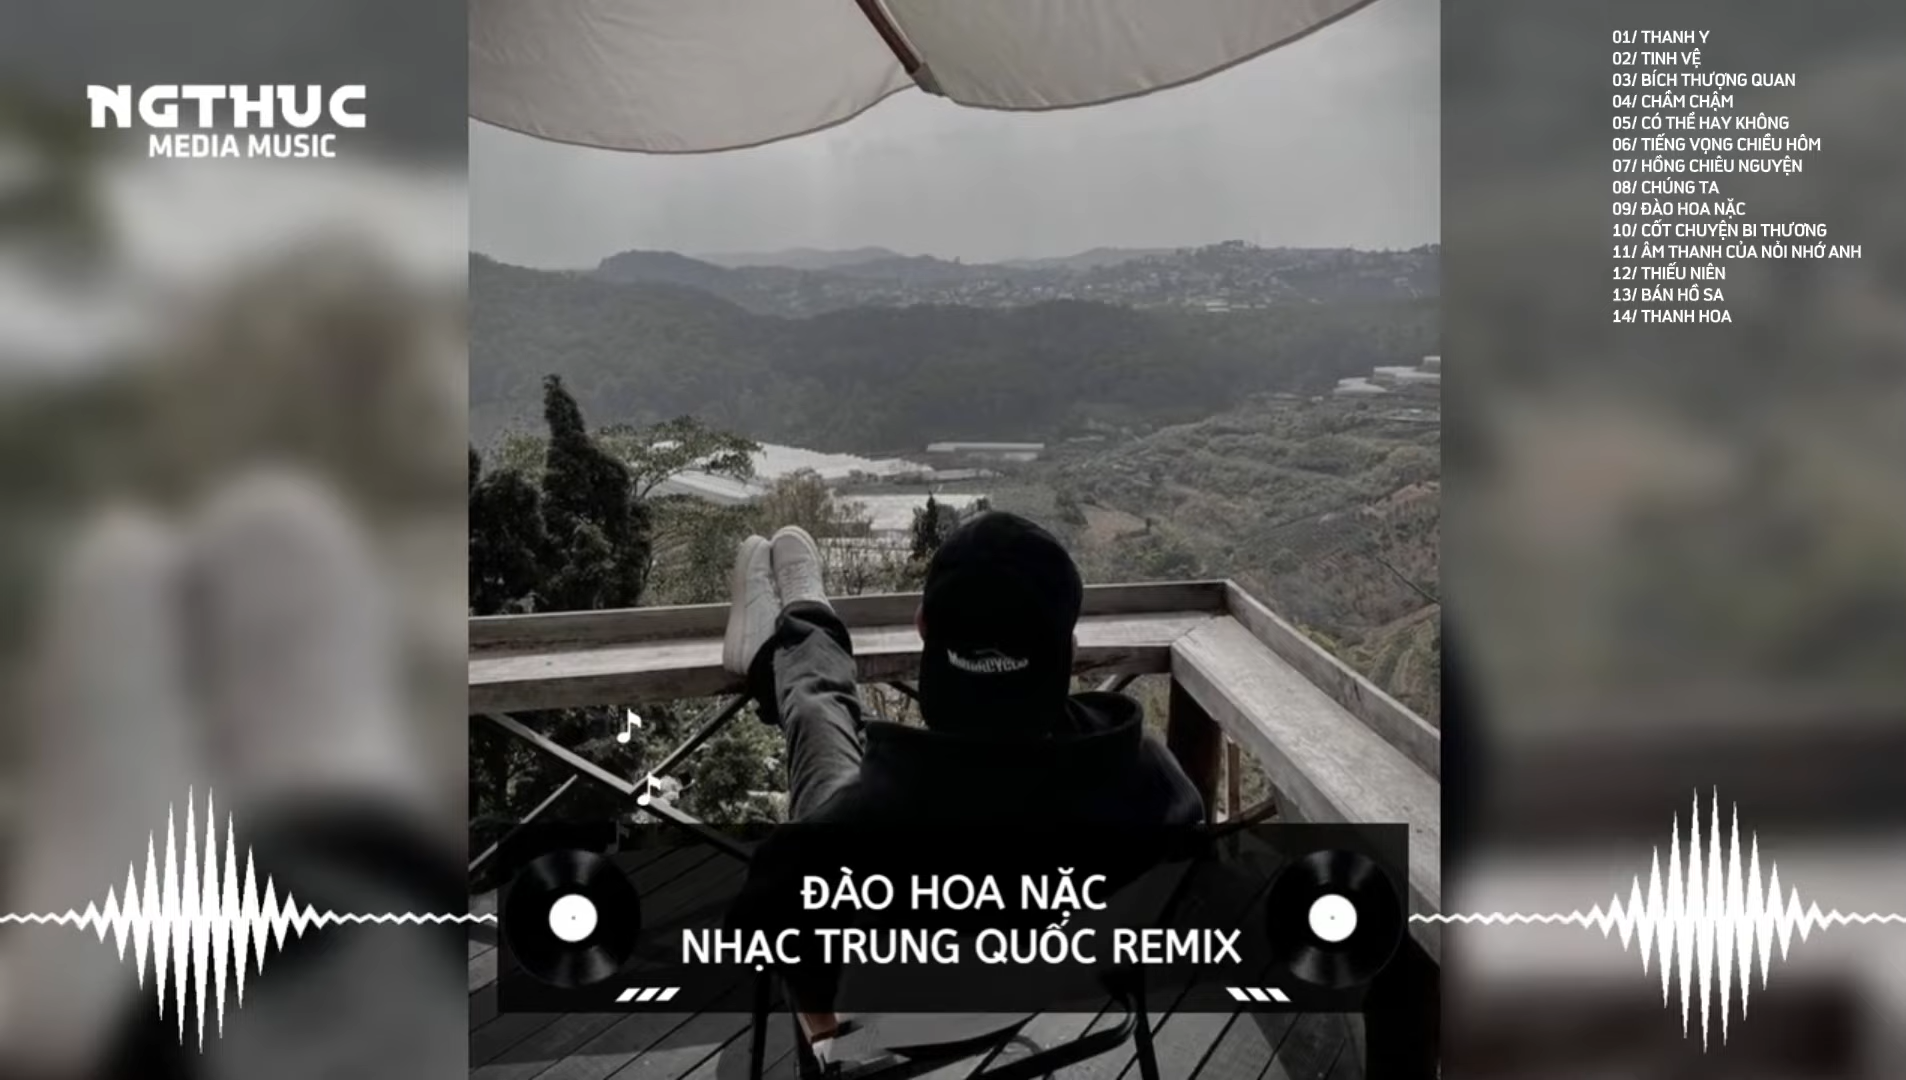 NGTHUC
MEDIA MUSIC
01/ THANH Y
02/ TINH VỆ
03/ BÍCH THƯỢNG QUAN
04/ CHẦM CHẬM
05/ CÓ THỂ HAY KHÔNG
06/ TIẾNG VỌNG CHIỀU HÔM
07/ HỒNG CHIÊU NGUYỆN
08/ CHÚNG TA
09/ ĐÀO HOA NẶC
10/ CỐT CHUYỆN BI THƯƠNG
11/ ÂM THANH CỦA NỎI NHỚ ANH
12/ THIẾU NIÊN
13/ BÁN HỒ SA
14/ THANH HOA
MOTORCYCLES
ĐÀO HOA NẶC
NHẠC TRUNG QUỐC REMIX